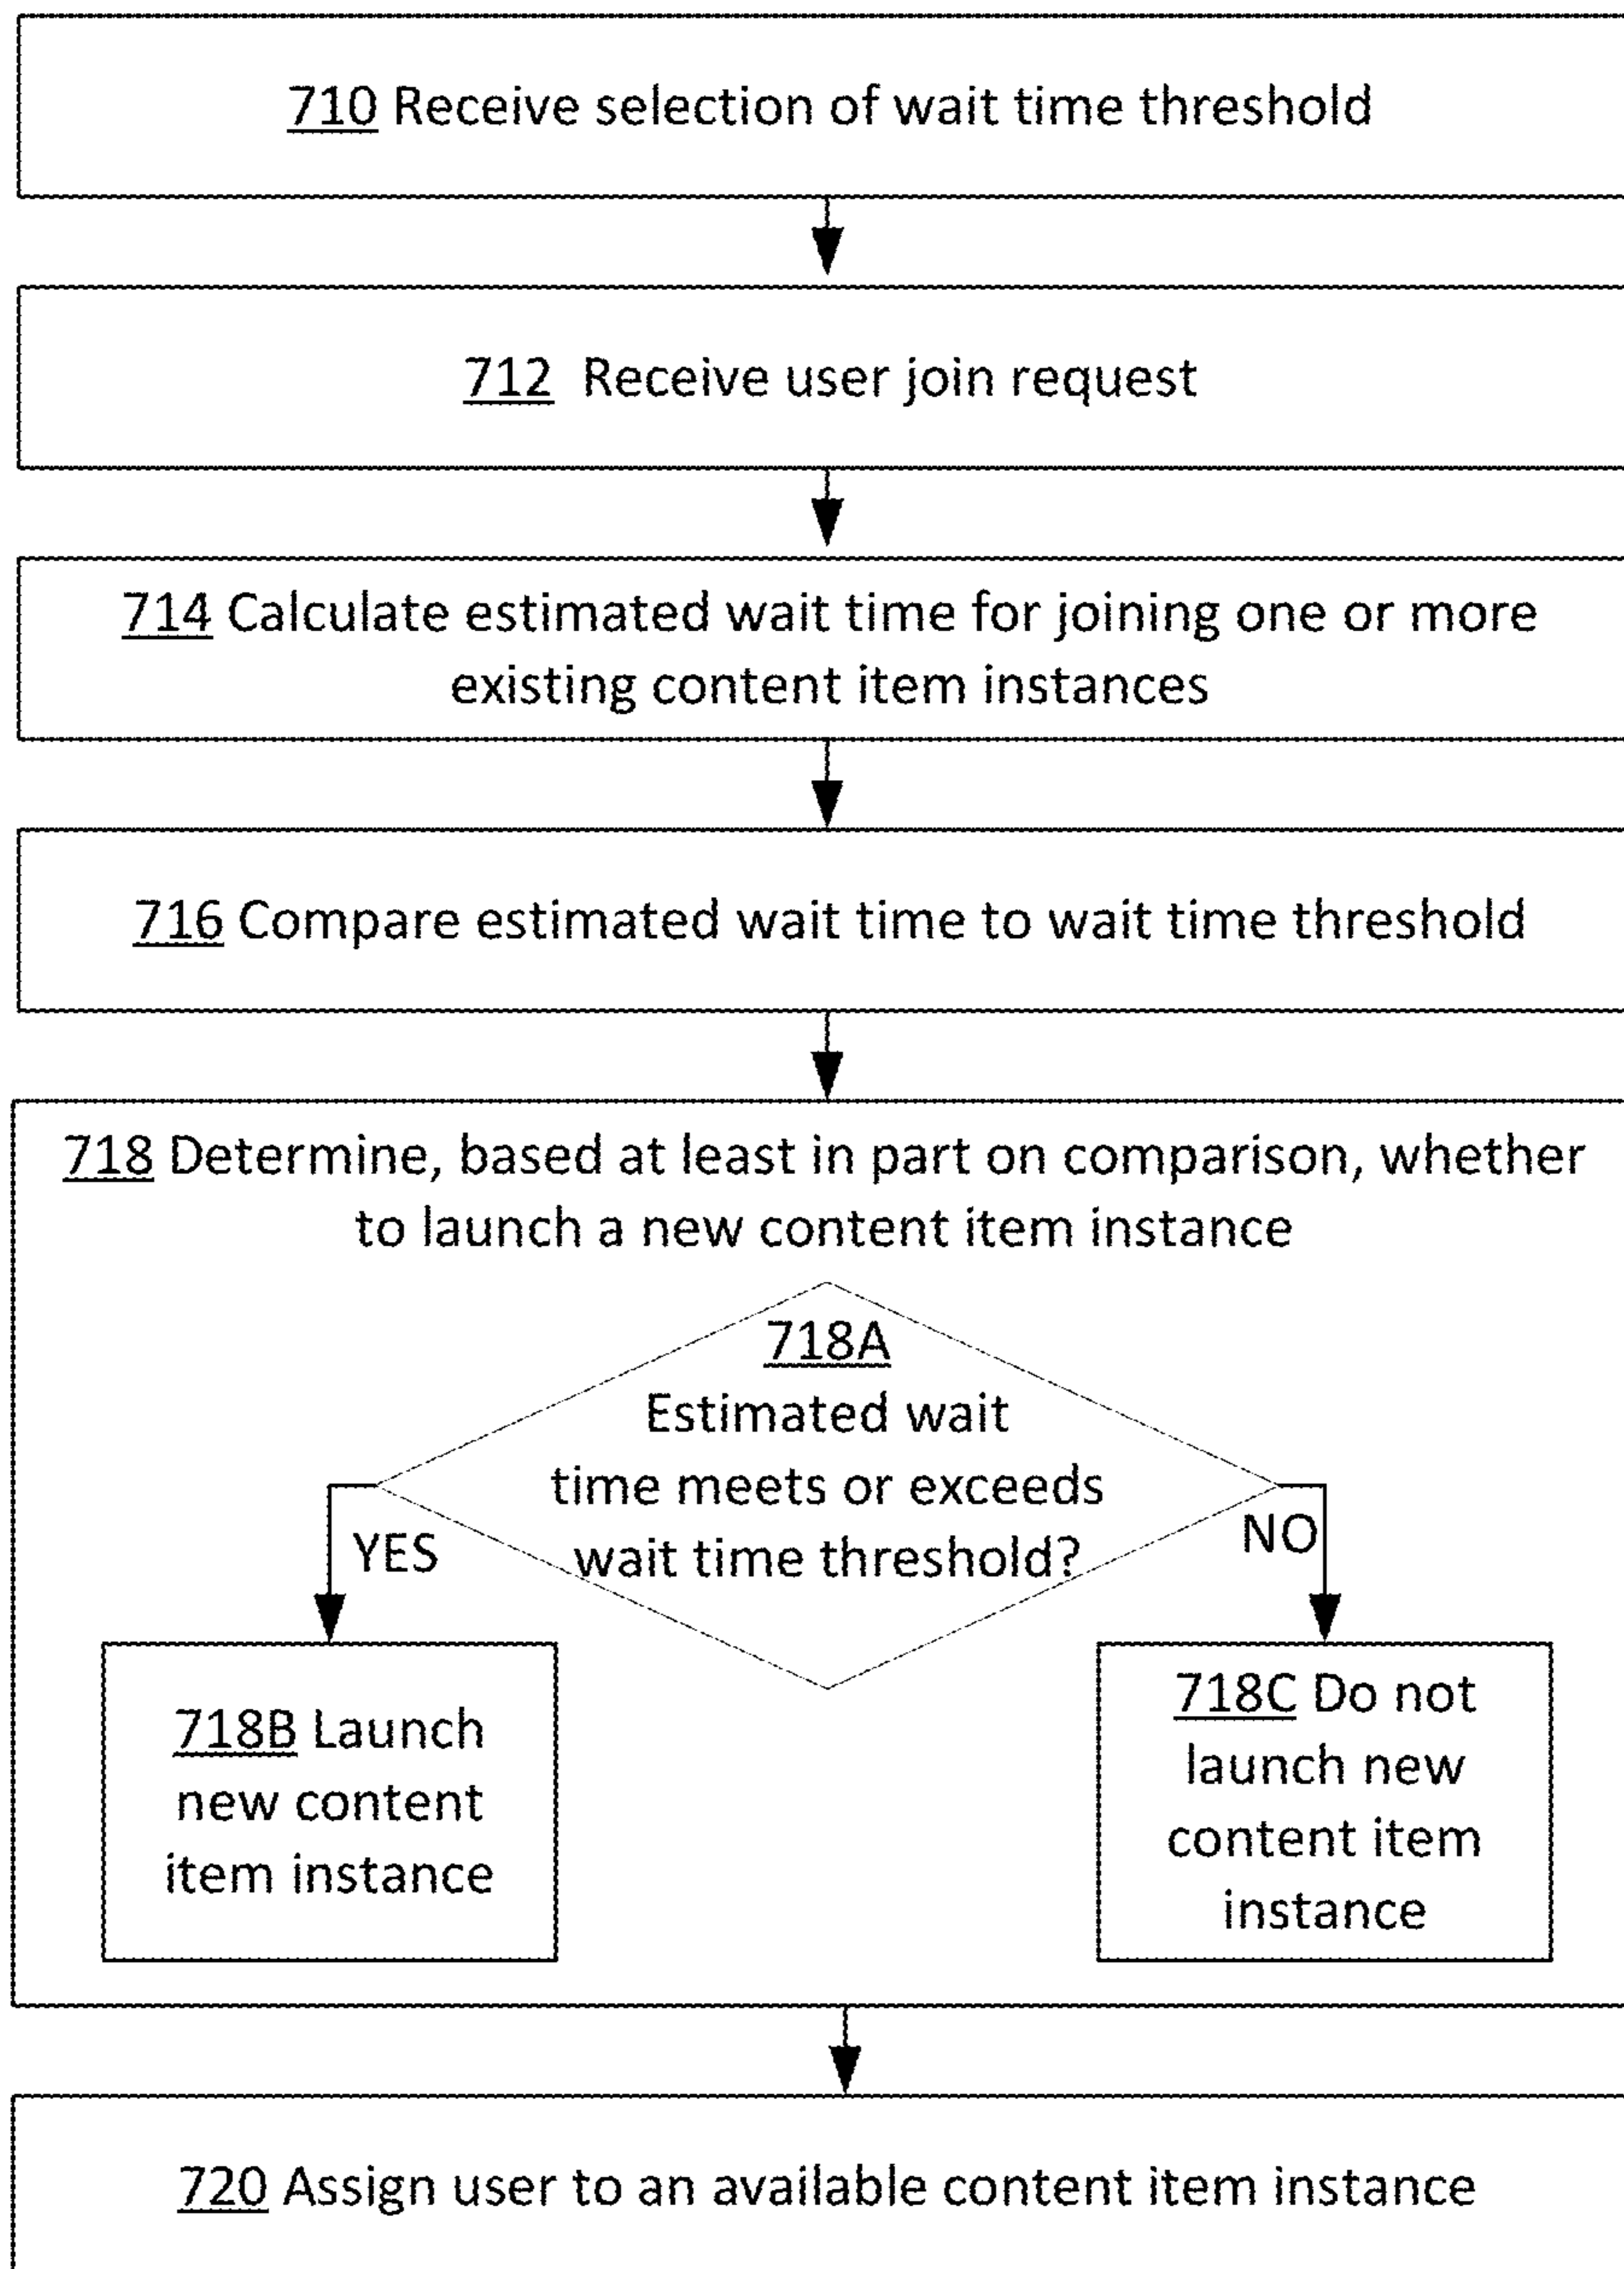 710 Receive selection of wait time threshold
712 Receive user join request
714 Calculate estimated wait time for joining one or more
existing content item instances
716 Compare estimated wait time to wait time threshold
718 Determine, based at least in part on comparison, whether
to launch a new content item instance
718A
Estimated wait
time meets or exceeds
wait time threshold?
YES
NO
718B Launch
new content
item instance
718C Do not
launch new
content item
instance
720 Assign user to an available content item instance